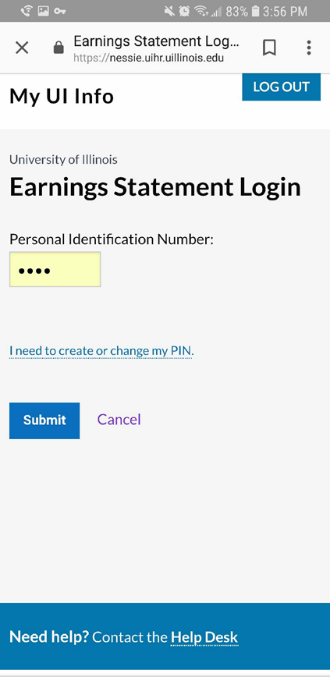 83% 3:56 PM
Earnings Statement Log...
https://nessie.uihr.uillinois.edu
My UI Info
LOG OUT
University of Illinois
Earnings Statement Login
Personal Identification Number:
••••
I need to create or change my PIN.
Submit Cancel
Need help? Contact the Help Desk